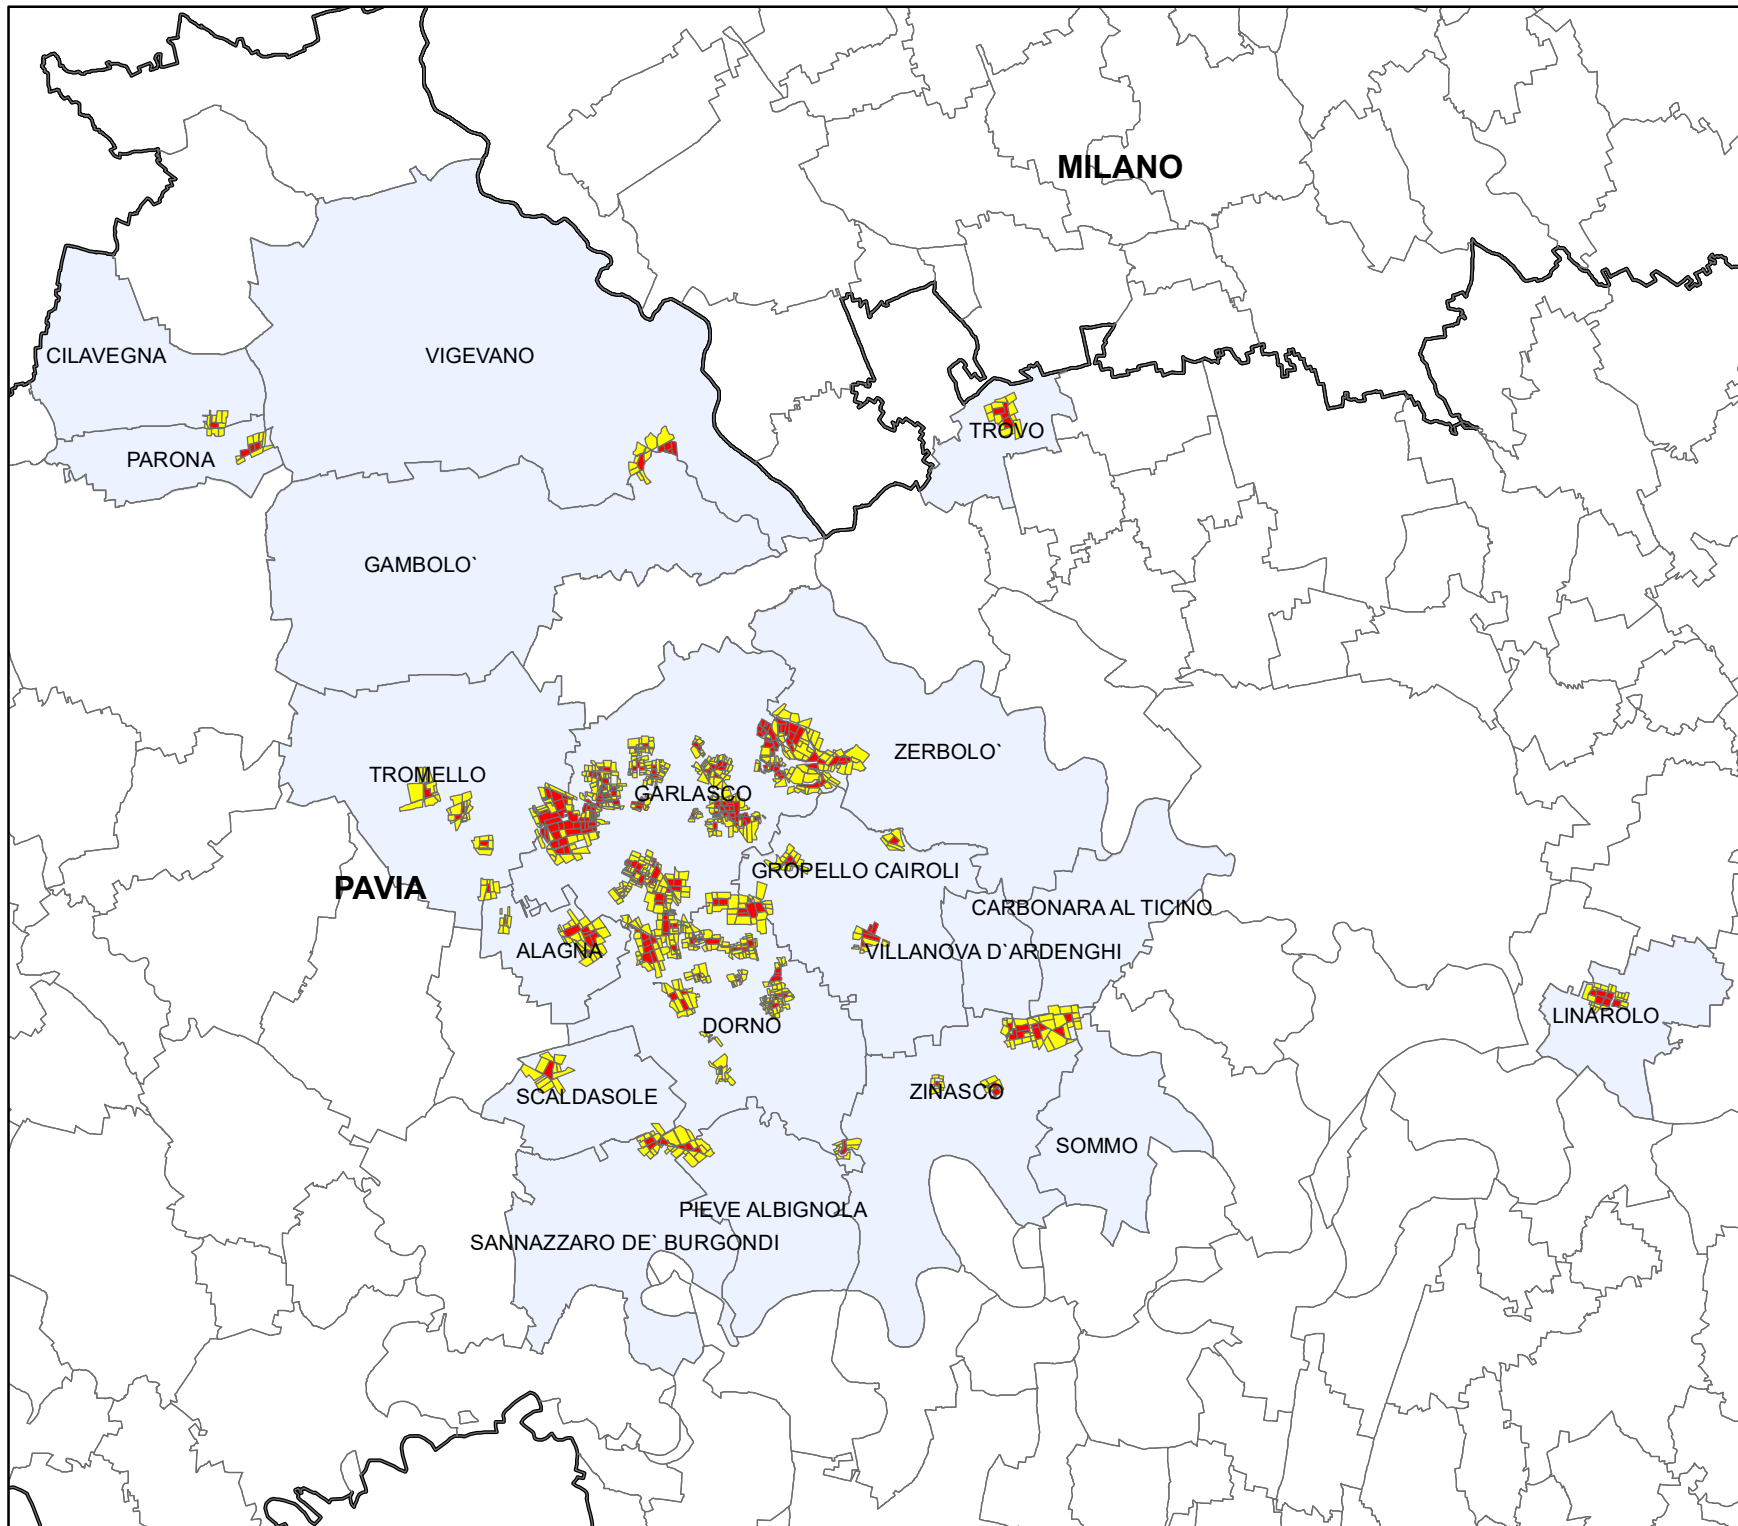 MILANO
CILAVEGNA
VIGEVANO
TROVO
PARONA
GAMBOLO`
ZERBOLO`
TROMELLO
GARLASCO
GROPELLO CAIROLI
PAVIA
CARBONARA AL TICINO
ALAGNA
VILLANOVA D`ARDENGHI
LINAROLO
DORNO
ZINASCO
SCALDASOLE
SOMMO
PIEVE ALBIGNOLA
SANNAZZARO DE` BURGONDI